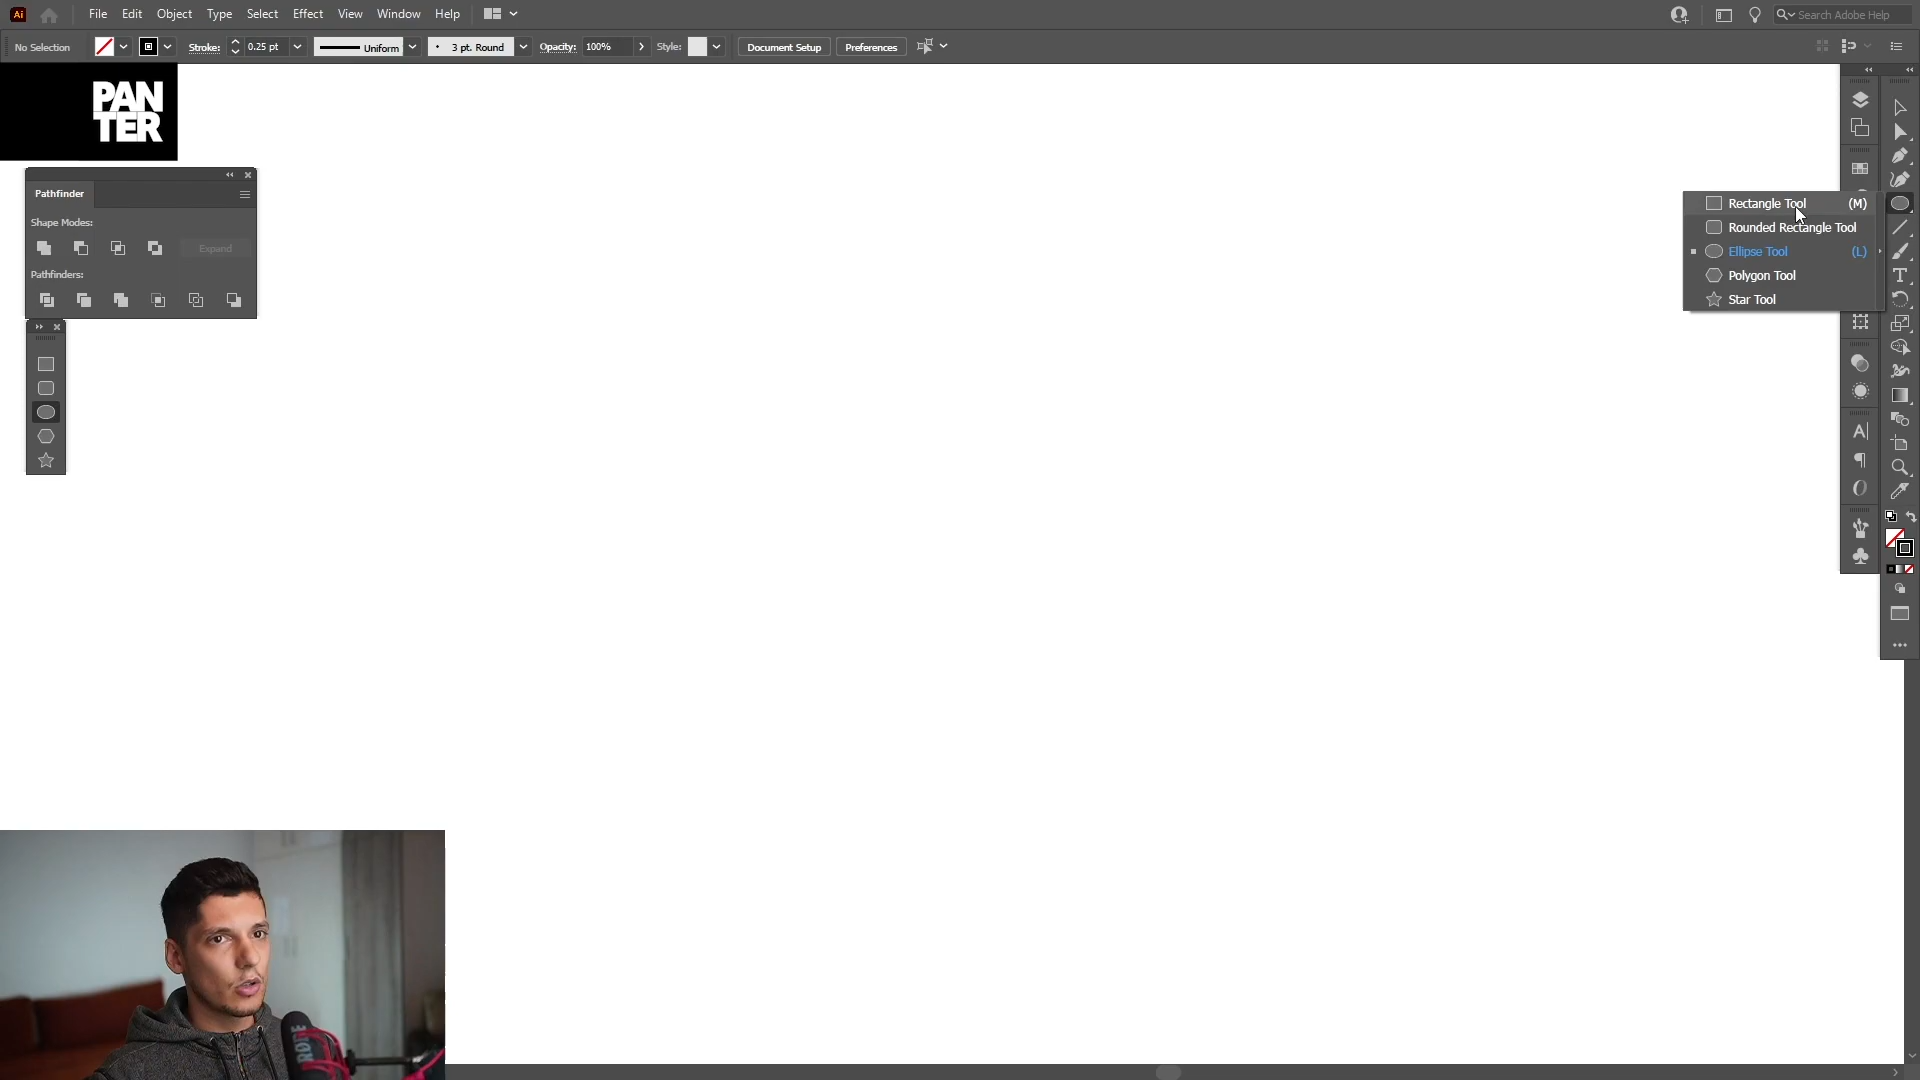 Ai File Edit Object Type Select Effect View Window Help Search Adobe Help
No Selection Stroke: 0.25 pt Uniform 3 pt. Round Opacity: 100% Style: Document Setup Preferences
PAN
TER
Pathfinder
Shape Modes:
Expand
Pathfinders:
Rectangle Tool (M)
Rounded Rectangle Tool
Ellipse Tool (L)
Polygon Tool
Star Tool
RØDE